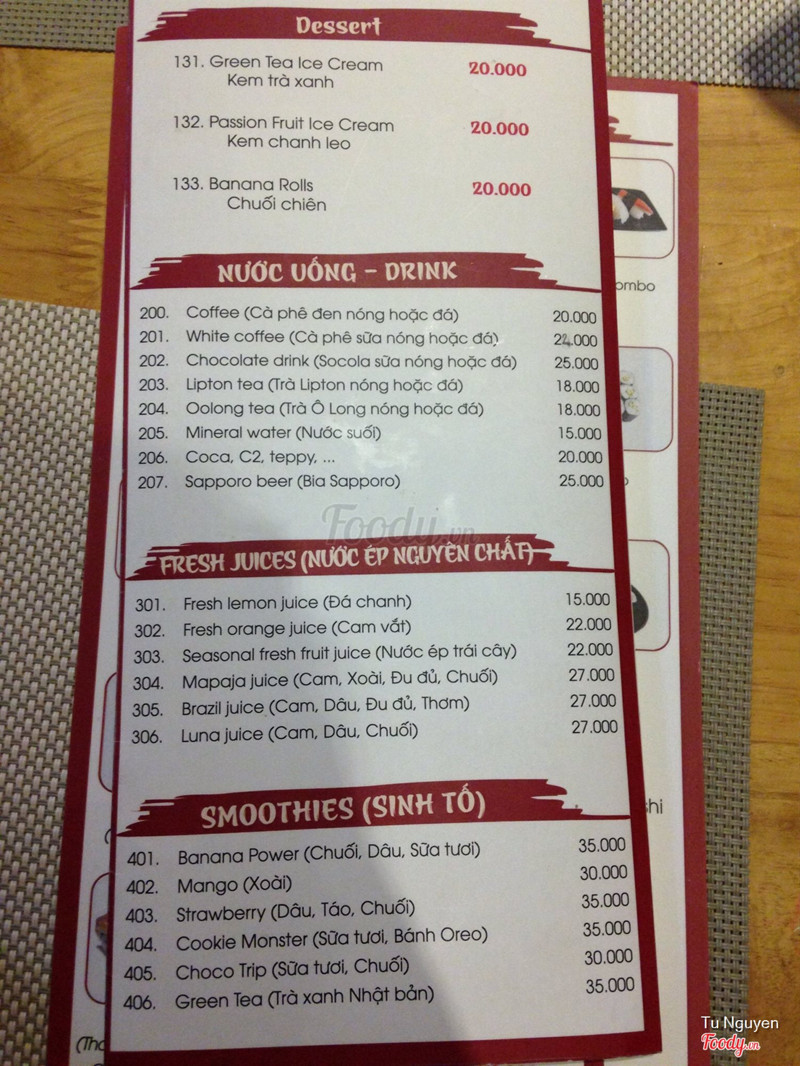 Dessert
131. Green Tea Ice Cream 20.000
Kem trà xanh
132. Passion Fruit Ice Cream 20.000
Kem chanh leo
133. Banana Rolls 20.000
Chuối chiên
NƯỚC UỐNG - DRINK
200. Coffee (Cà phê đen nóng hoặc đá) 20.000
201. White coffee (Cà phê sữa nóng hoặc đá) 24.000
202. Chocolate drink (Socola sữa nóng hoặc đá) 25.000
203. Lipton tea (Trà Lipton nóng hoặc đá) 18.000
204. Oolong tea (Trà Ô Long nóng hoặc đá) 18.000
205. Mineral water (Nước suối) 15.000
206. Coca, C2, teppy, ... 20.000
207. Sapporo beer (Bia Sapporo) 25.000
Foody.vn
FRESH JUICES (NƯỚC ÉP NGUYÊN CHẤT)
301. Fresh lemon juice (Đá chanh) 15.000
302. Fresh orange juice (Cam vắt) 22.000
303. Seasonal fresh fruit juice (Nước ép trái cây) 22.000
304. Mapaja juice (Cam, Xoài, Đu đủ, Chuối) 27.000
305. Brazil juice (Cam, Dâu, Đu đủ, Thơm) 27.000
306. Luna juice (Cam, Dâu, Chuối) 27.000
SMOOTHIES (SINH TỐ)
401. Banana Power (Chuối, Dâu, Sữa tươi) 35.000
402. Mango (Xoài) 30.000
403. Strawberry (Dâu, Táo, Chuối) 35.000
404. Cookie Monster (Sữa tươi, Bánh Oreo) 35.000
405. Choco Trip (Sữa tươi, Chuối) 30.000
406. Green Tea (Trà xanh Nhật bản) 35.000
ombo
shi
(Tho
Tu Nguyen
Foody.vn